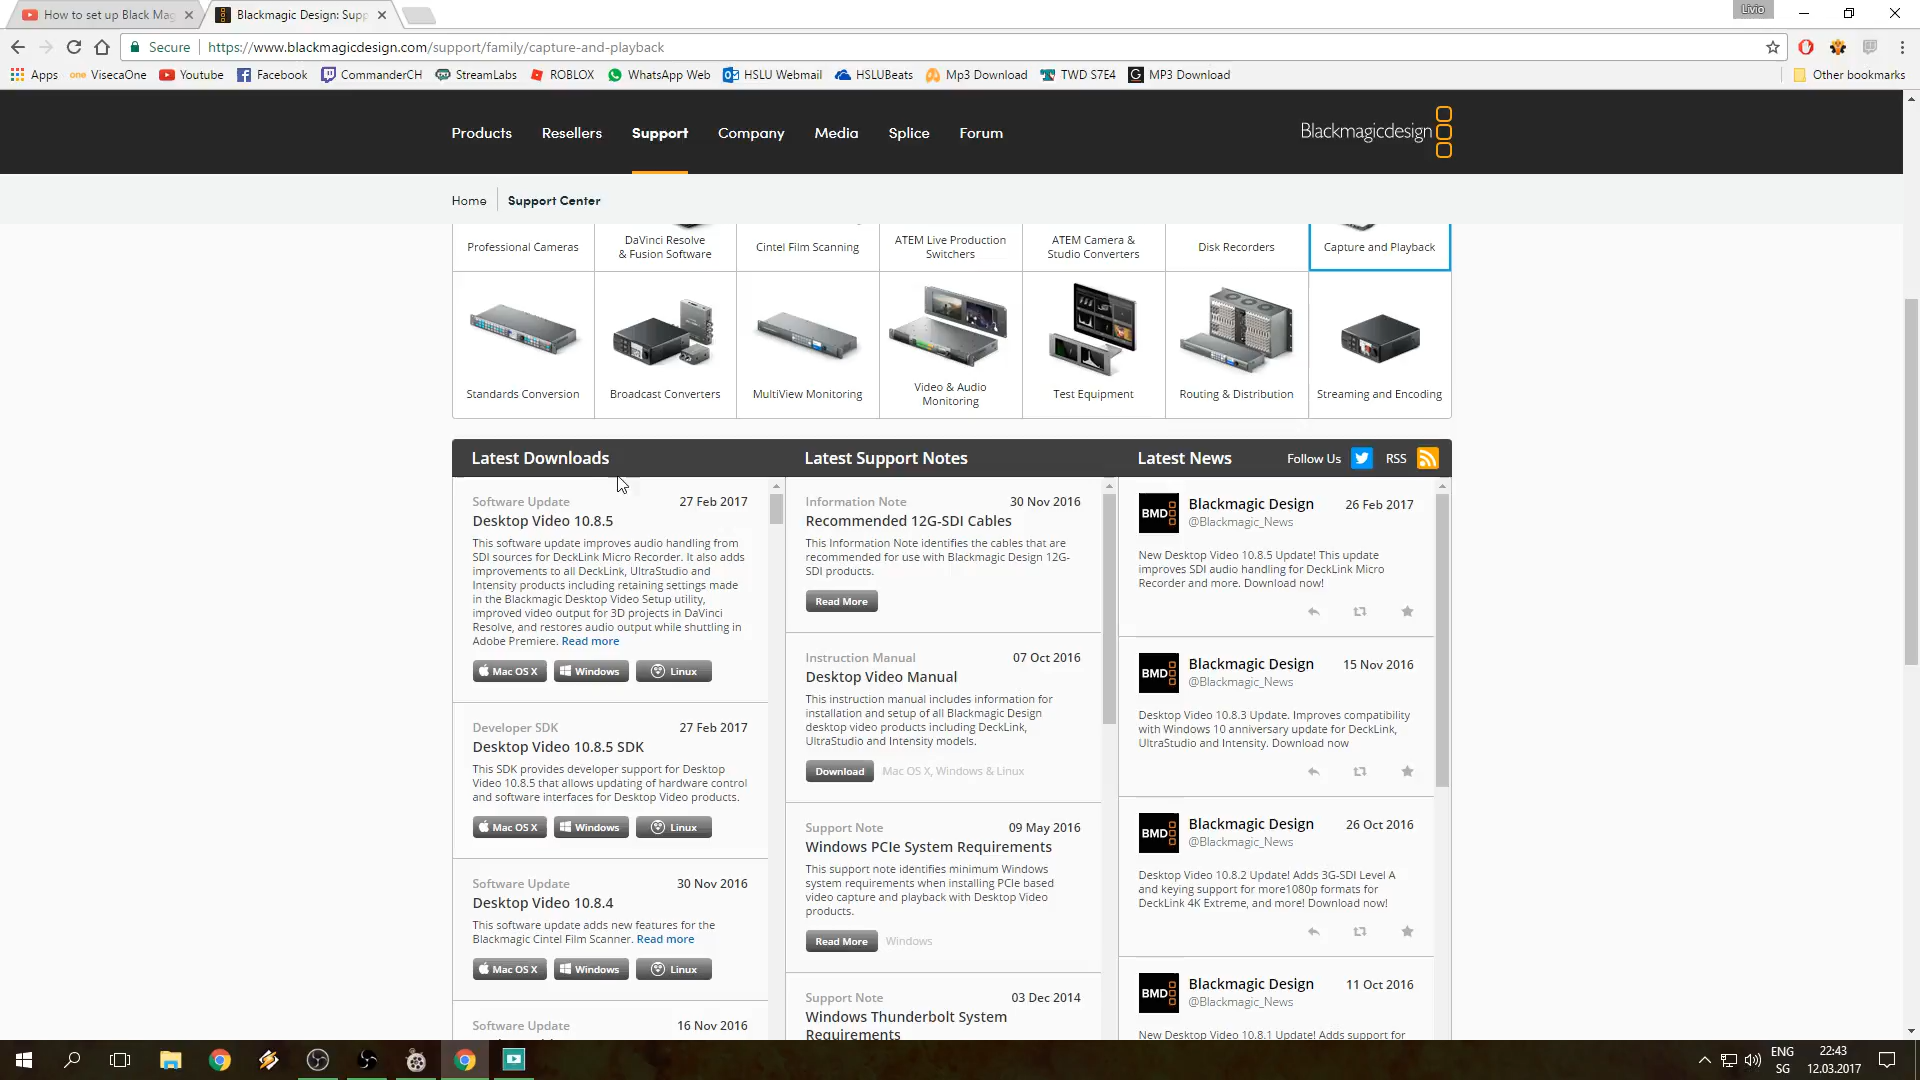 How to set up Black Mag
Blackmagic Design: Supp
Livio
Secure
https://www.blackmagicdesign.com/support/family/capture-and-playback
Apps
one VisecaOne
Youtube
Facebook
CommanderCH
StreamLabs
ROBLOX
WhatsApp Web
HSLU Webmail
HSLUBeats
Mp3 Download
TWD S7E4
MP3 Download
Other bookmarks
Products
Resellers
Support
Company
Media
Splice
Forum
Blackmagicdesign
Home
Support Center
Professional Cameras
DaVinci Resolve
& Fusion Software
Cintel Film Scanning
ATEM Live Production
Switchers
ATEM Camera &
Studio Converters
Disk Recorders
Capture and Playback
Standards Conversion
Broadcast Converters
MultiView Monitoring
Video & Audio
Monitoring
Test Equipment
Routing & Distribution
Streaming and Encoding
Latest Downloads
Software Update 27 Feb 2017
Desktop Video 10.8.5
This software update improves audio handling from
SDI sources for DeckLink Micro Recorder. It also adds
improvements to all DeckLink, UltraStudio and
Intensity products including retaining settings made
in the Blackmagic Desktop Video Setup utility,
improved video output for 3D projects in DaVinci
Resolve, and restores audio output while shuttling in
Adobe Premiere. Read more
Mac OS X Windows Linux
Developer SDK 27 Feb 2017
Desktop Video 10.8.5 SDK
This SDK provides developer support for Desktop
Video 10.8.5 that allows updating of hardware control
and software interfaces for Desktop Video products.
Mac OS X Windows Linux
Software Update 30 Nov 2016
Desktop Video 10.8.4
This software update adds new features for the
Blackmagic Cintel Film Scanner. Read more
Mac OS X Windows Linux
Software Update 16 Nov 2016
Latest Support Notes
Information Note 30 Nov 2016
Recommended 12G-SDI Cables
This Information Note identifies the cables that are
recommended for use with Blackmagic Design 12G-
SDI products.
Read More
Instruction Manual 07 Oct 2016
Desktop Video Manual
This instruction manual includes information for
installation and setup of all Blackmagic Design
desktop video products including DeckLink,
UltraStudio and Intensity models.
Download Mac OS X, Windows & Linux
Support Note 09 May 2016
Windows PCIe System Requirements
This support note identifies minimum Windows
system requirements when installing PCIe based
video capture and playback with Desktop Video
products.
Read More Windows
Support Note 03 Dec 2014
Windows Thunderbolt System
Requirements
Latest News Follow Us RSS
BMD
Blackmagic Design 26 Feb 2017
@Blackmagic_News
New Desktop Video 10.8.5 Update! This update
improves SDI audio handling for DeckLink Micro
Recorder and more. Download now!
BMD
Blackmagic Design 15 Nov 2016
@Blackmagic_News
Desktop Video 10.8.3 Update. Improves compatibility
with Windows 10 anniversary update for DeckLink,
UltraStudio and Intensity. Download now
BMD
Blackmagic Design 26 Oct 2016
@Blackmagic_News
Desktop Video 10.8.2 Update! Adds 3G-SDI Level A
and keying support for more1080p formats for
DeckLink 4K Extreme, and more! Download now!
BMD
Blackmagic Design 11 Oct 2016
@Blackmagic_News
New Desktop Video 10.8.1 Update! Adds support for
ENG
SG
22:43
12.03.2017